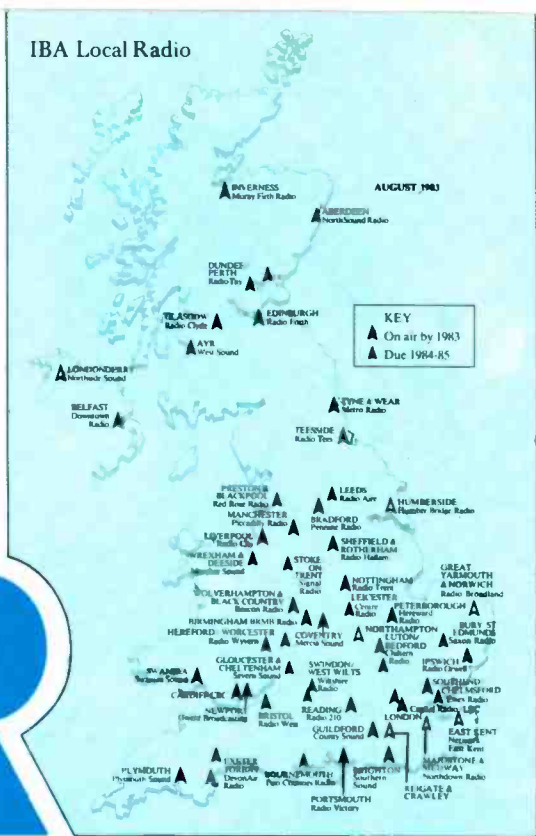 IBA Local Radio
INVERNESS
Moray Firth Radio
AUGUST 1983
ABERDEEN
NorthSound Radio
DUNDEE
PERTH
Radio Tay
GLASGOW
Radio Clyde
EDINBURGH
Radio Forth
KEY
On air by 1983
Due 1984-85
AYR
West Sound
LONDONDERRY
Northside Sound
BELFAST
Downtown
Radio
TYNE & WEAR
Metro Radio
TEESSIDE
Radio Tees
PRESTON &
BLACKPOOL
Red Rose Radio
LEEDS
Radio Aire
HUMBERSIDE
Humber Bridge Radio
MANCHESTER
Piccadilly Radio
BRADFORD
Pennine Radio
LIVERPOOL
Radio City
SHEFFIELD &
ROTHERHAM
Radio Hallam
WREXHAM &
DEESIDE
Sound
STOKE
ON
TRENT
Signal
Radio
NOTTINGHAM
Radio Trent
GREAT
YARMOUTH
& NORWICH
Radio Broadland
WOLVERHAMPTON &
BLACK COUNTRY
Beacon Radio
LEICESTER
Centre
Radio
PETERBOROUGH
Hereward
Radio
BIRMINGHAM BRMB Radio
NORTHAMPTON
BURY ST
EDMUNDS
Saxon Radio
HEREFORD/WORCESTER
Radio Wyvern
COVENTRY
Mercia Sound
LUTON/
BEDFORD
Chiltern
Radio
IPSWICH
Radio Orwell
GLOUCESTER &
CHELTENHAM
Severn Sound
SWINDON/
WEST WILTS
Wiltshire
Radio
SWANSEA
Swansea Sound
SOUTHEND
CHELMSFORD
Essex Radio
CARDIFF
NEWPORT
Gwent Broadcasting
BRISTOL
Radio West
READING
Radio 210
Capital Radio LBC
LONDON
GUILDFORD
County Sound
EAST KENT
Network
East Kent
MAIDSTONE &
MEDWAY
Northdown Radio
PLYMOUTH
Plymouth Sound
EXETER
TORBAY
DevonAir
Radio
BOURNEMOUTH
Two Counties Radio
BRIGHTON
Southern
Sound
REIGATE &
CRAWLEY
PORTSMOUTH
Radio Victory